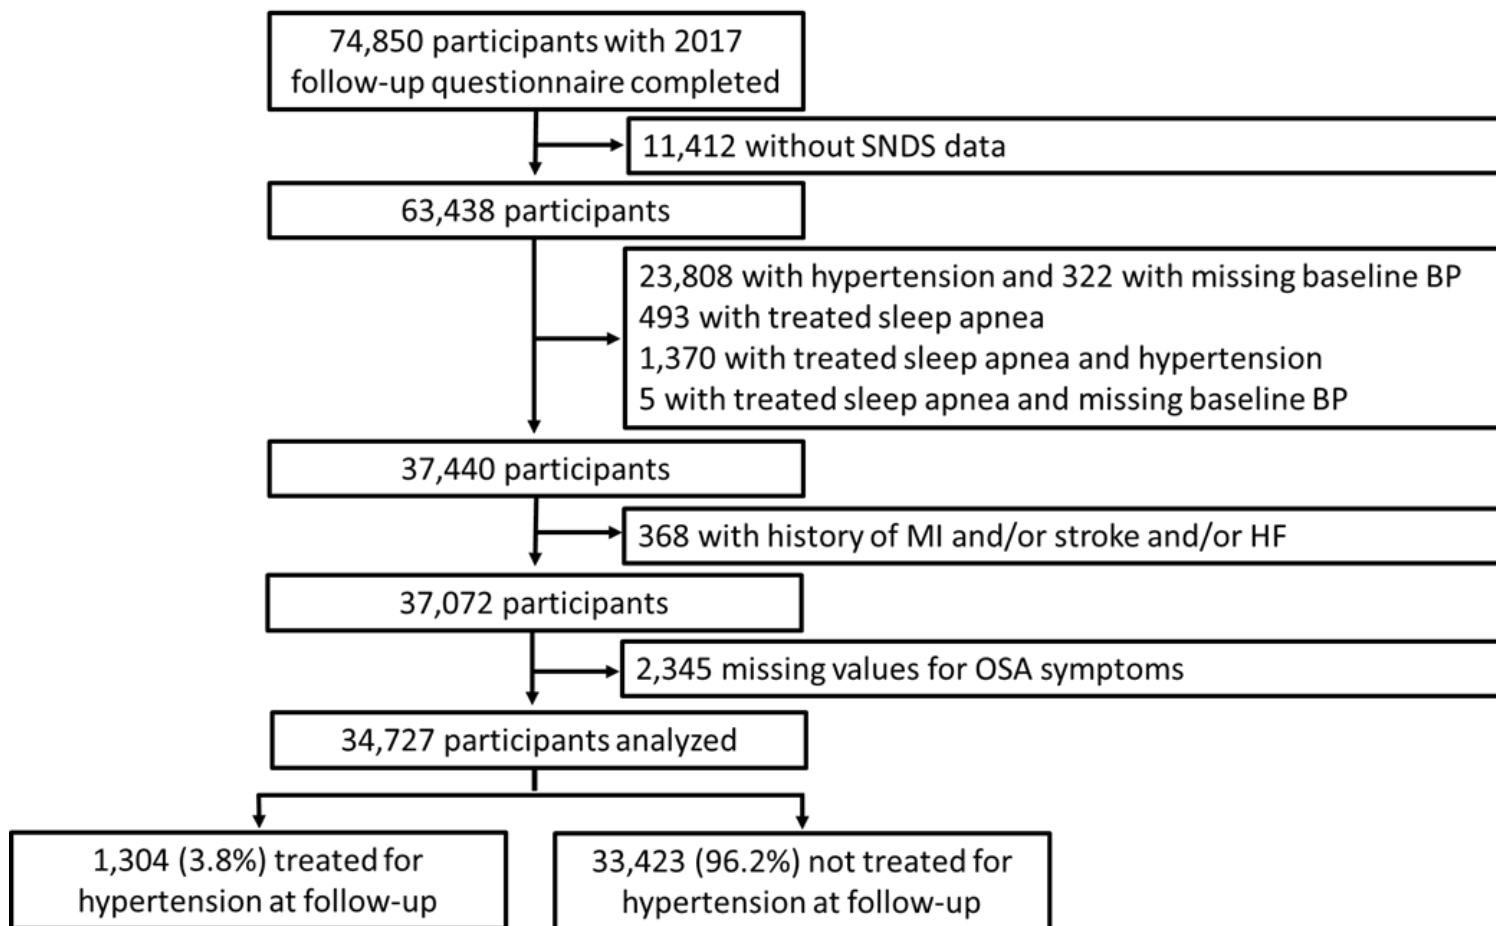 74,850 participants with 2017
follow-up questionnaire completed
11,412 without SNDS data
63,438 participants
23,808 with hypertension and 322 with missing baseline BP
493 with treated sleep apnea
1,370 with treated sleep apnea and hypertension
5 with treated sleep apnea and missing baseline BP
37,440 participants
368 with history of MI and/or stroke and/or HF
37,072 participants
2,345 missing values for OSA symptoms
34,727 participants analyzed
1,304 (3.8%) treated for
hypertension at follow-up
33,423 (96.2%) not treated for
hypertension at follow-up